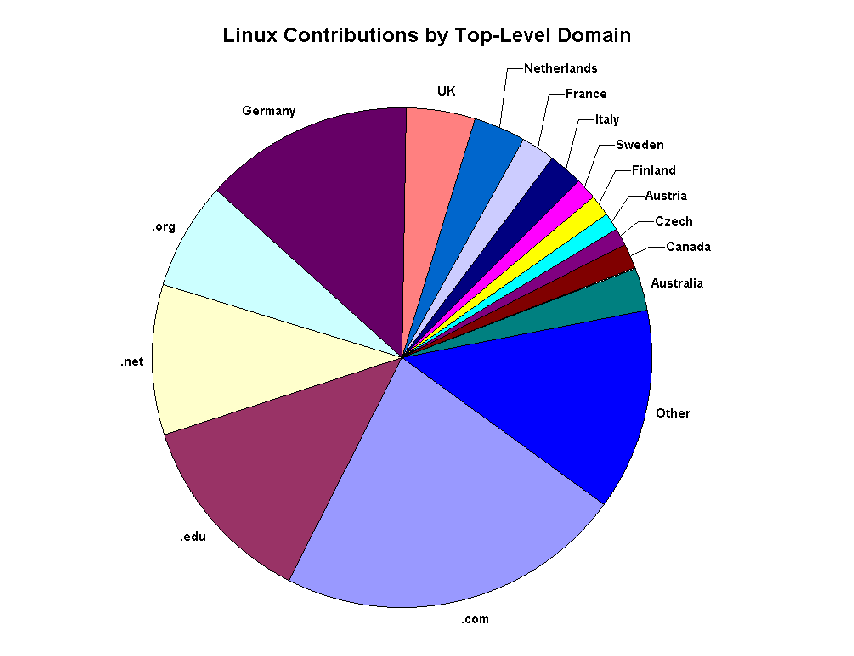 Linux Contributions by Top-Level Domain
Netherlands
UK
France
Germany
Italy
Sweden
Finland
Austria
.org
Czech
Canada
Australia
.net
Other
.edu
.com